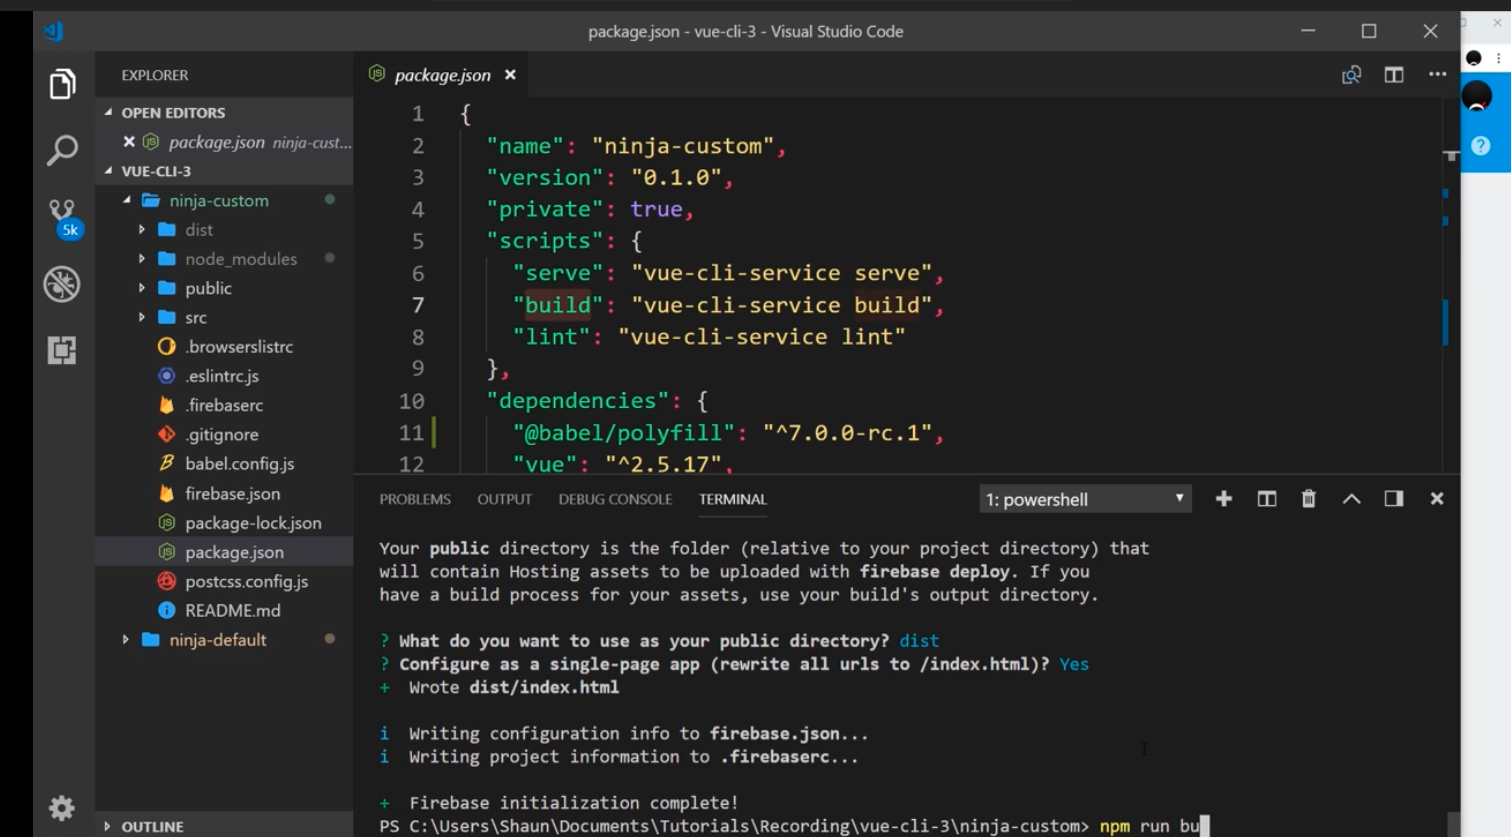 package.json - vue-cli-3 - Visual Studio Code
EXPLORER
package.json
OPEN EDITORS
package.json ninja-cust...
VUE-CLI-3
ninja-custom
dist
node_modules
public
src
.browserslistrc
.eslintrc.js
.firebaserc
.gitignore
babel.config.js
firebase.json
package-lock.json
package.json
postcss.config.js
README.md
ninja-default
OUTLINE
5k
1 {
2 "name": "ninja-custom",
3 "version": "0.1.0",
4 "private": true,
5 "scripts": {
6 "serve": "vue-cli-service serve",
7 "build": "vue-cli-service build",
8 "lint": "vue-cli-service lint"
9 },
10 "dependencies": {
11 "@babel/polyfill": "^7.0.0-rc.1",
12 "vue": "^2.5.17",
PROBLEMS OUTPUT DEBUG CONSOLE TERMINAL 1: powershell
Your public directory is the folder (relative to your project directory) that
will contain Hosting assets to be uploaded with firebase deploy. If you
have a build process for your assets, use your build's output directory.
? What do you want to use as your public directory? dist
? Configure as a single-page app (rewrite all urls to /index.html)? Yes
+ Wrote dist/index.html
i Writing configuration info to firebase.json...
i Writing project information to .firebaserc...
+ Firebase initialization complete!
PS C:\Users\Shaun\Documents\Tutorials\Recording\vue-cli-3\ninja-custom> npm run bu